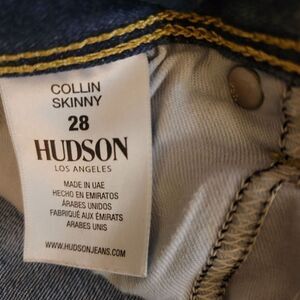 COLLIN
SKINNY
28
HUDSON
LOS ANGELES
MADE IN UAE
HECHO EN EMIRATOS
ÁRABES UNIDOS
FABRIQUÉ AUX ÉMIRATS
ARABES UNIS
WWW.HUDSONJEANS.COM